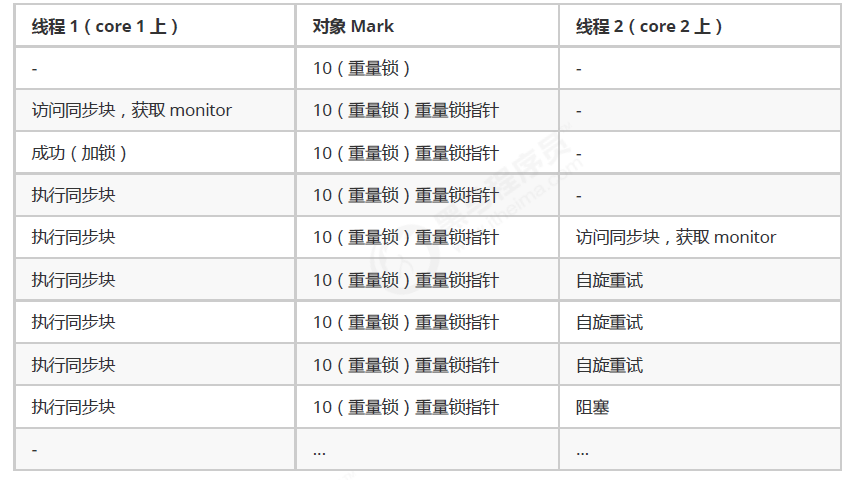 线程 1（core 1 上） 对象 Mark 线程 2（core 2 上）
- 10（重量锁） -
访问同步块，获取 monitor 10（重量锁）重量锁指针 -
成功（加锁） 10（重量锁）重量锁指针 -
执行同步块 10（重量锁）重量锁指针 -
执行同步块 10（重量锁）重量锁指针 访问同步块，获取 monitor
执行同步块 10（重量锁）重量锁指针 自旋重试
执行同步块 10（重量锁）重量锁指针 自旋重试
执行同步块 10（重量锁）重量锁指针 自旋重试
执行同步块 10（重量锁）重量锁指针 阻塞
- ... ...